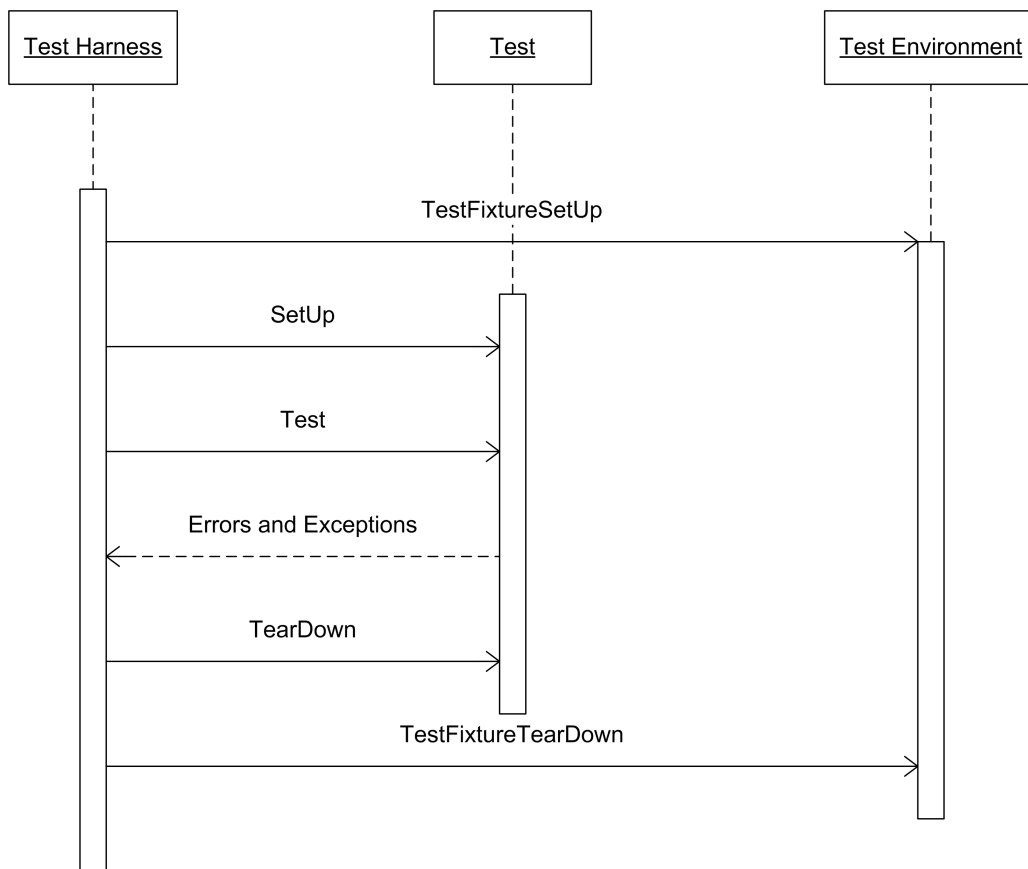 Test Harness
Test
Test Environment
TestFixtureSetUp
SetUp
Test
Errors and Exceptions
TearDown
TestFixtureTearDown